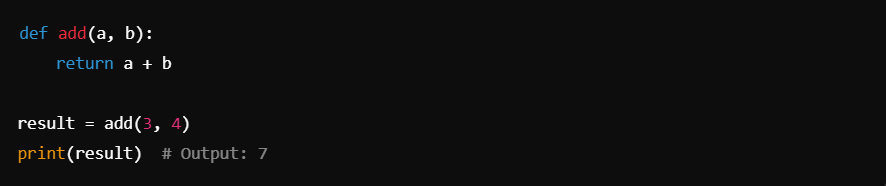 def add(a, b):
    return a + b
result = add(3, 4)
print(result)  # Output: 7